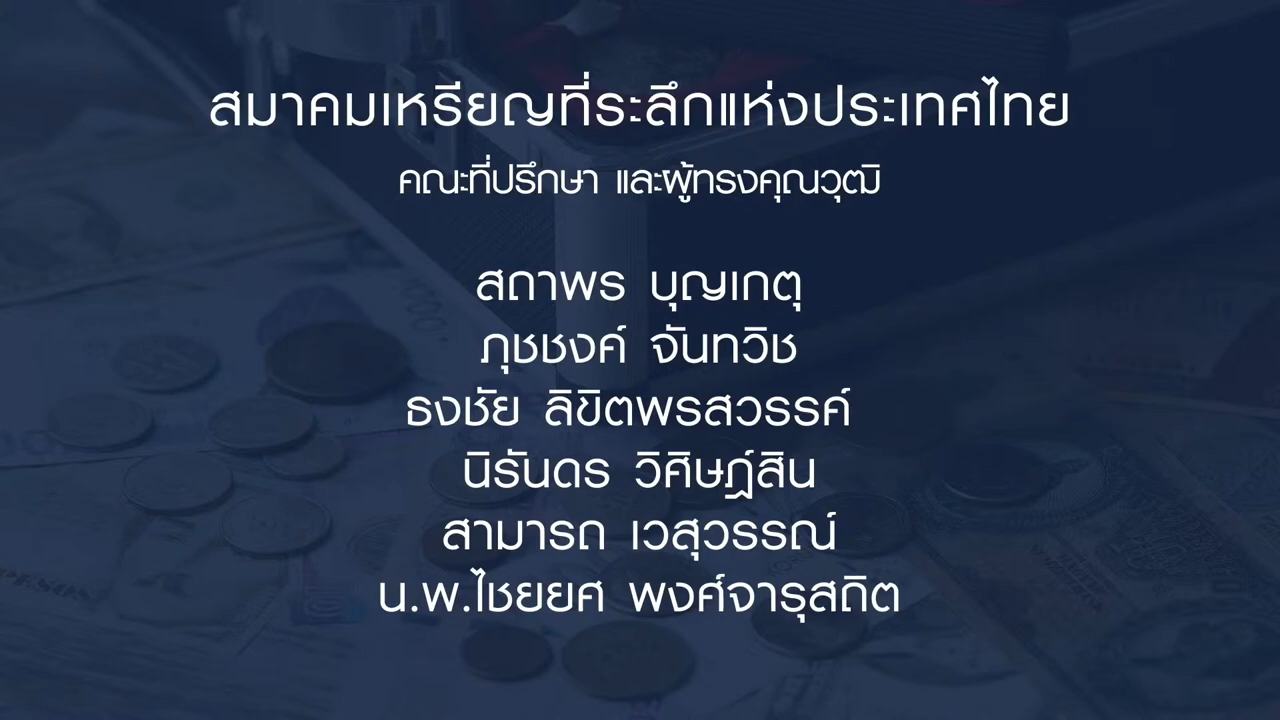 สมาคมเหรียญที่ระลึกแห่งประเทศไทย
คณะที่ปรึกษา และผู้ทรงคุณวุฒิ
สถาพร บุญเกตุ
ภุชชงค์ จันทวิช
ธงชัย ลิขิตพรสวรรค์
นิรันดร วิศิษฏ์สิน
สามารถ เวสุวรรณ์
น.พ.ไชยยศ พงศ์จารุสถิต